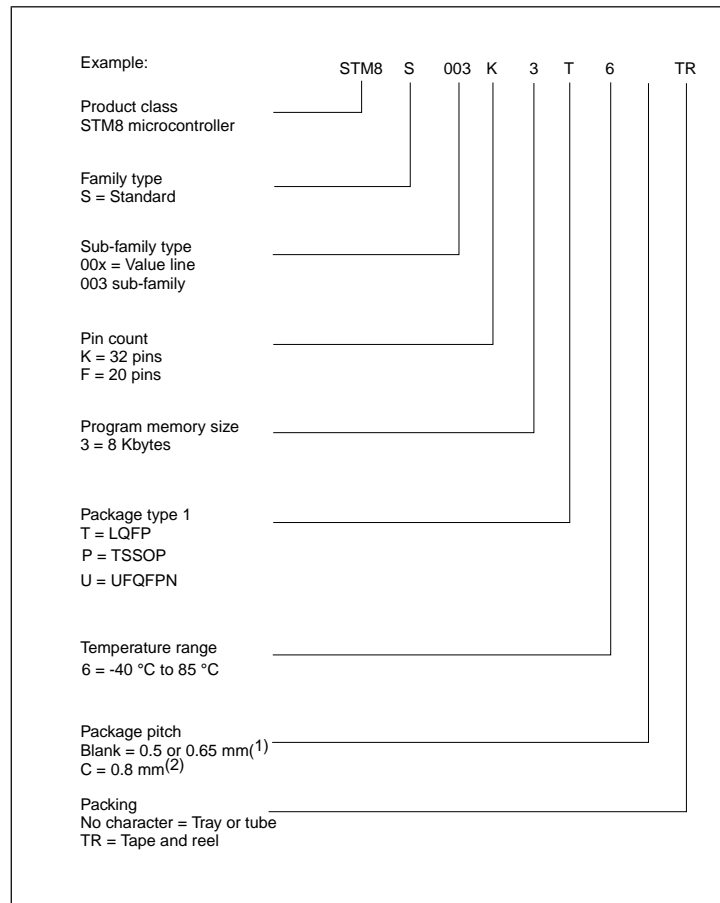 Example: STM8 S 003 K 3 T 6 TR
Product class
STM8 microcontroller
Family type
S = Standard
Sub-family type
00x = Value line
003 sub-family
Pin count
K = 32 pins
F = 20 pins
Program memory size
3 = 8 Kbytes
Package type 1
T = LQFP
P = TSSOP
U = UFQFPN
Temperature range
6 = -40 °C to 85 °C
Package pitch
Blank = 0.5 or 0.65 mm(1)
C = 0.8 mm(2)
Packing
No character = Tray or tube
TR = Tape and reel